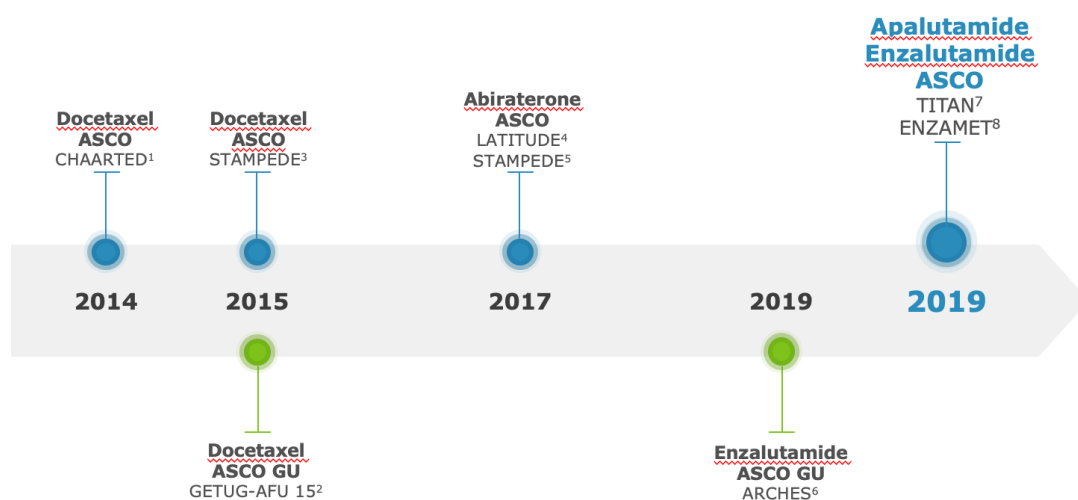 Apalutamide
Enzalutamide
ASCO
TITAN⁷
ENZAMET⁸
Docetaxel
ASCO
CHAARTED¹
Docetaxel
ASCO
STAMPEDE³
Abiraterone
ASCO
LATITUDE⁴
STAMPEDE⁵
2014
2015
2017
2019
2019
Docetaxel
ASCO GU
GETUG-AFU 15²
Enzalutamide
ASCO GU
ARCHES⁶